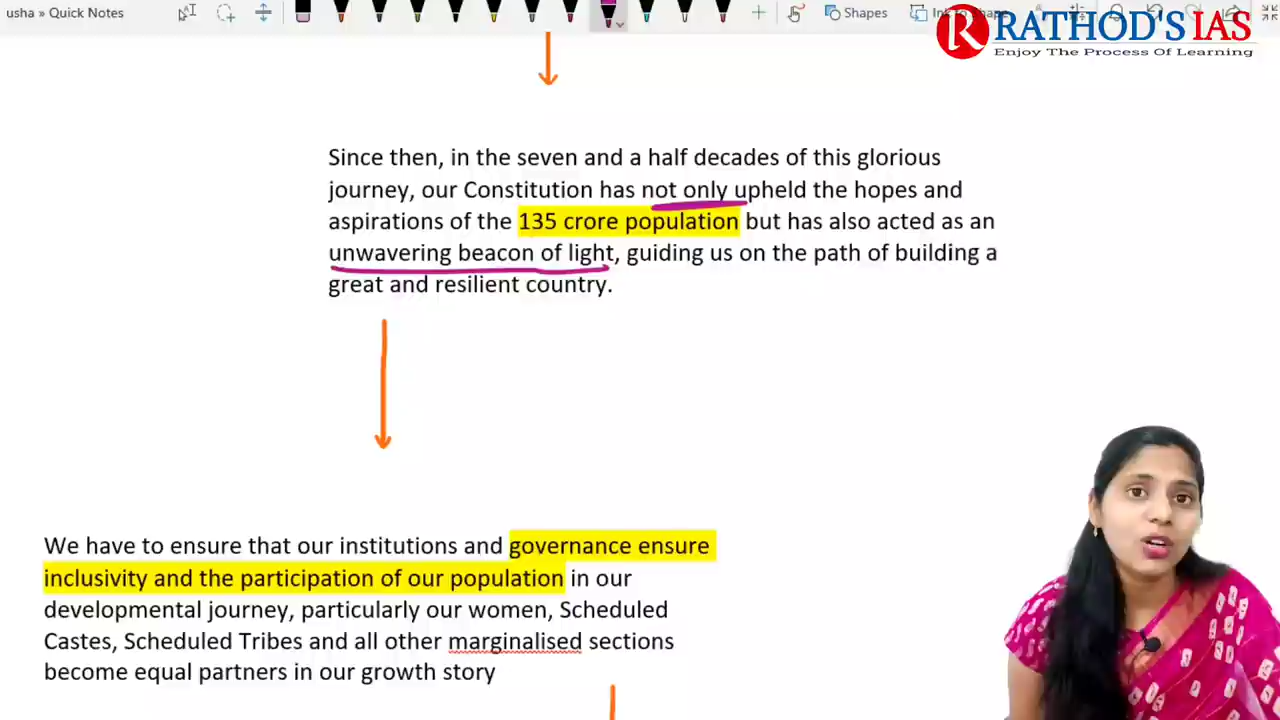 usha » Quick Notes
Shapes
RATHOD'S IAS
Enjoy The Process Of Learning
Since then, in the seven and a half decades of this glorious
journey, our Constitution has not only upheld the hopes and
aspirations of the 135 crore population but has also acted as an
unwavering beacon of light, guiding us on the path of building a
great and resilient country.
We have to ensure that our institutions and governance ensure
inclusivity and the participation of our population in our
developmental journey, particularly our women, Scheduled
Castes, Scheduled Tribes and all other marginalised sections
become equal partners in our growth story